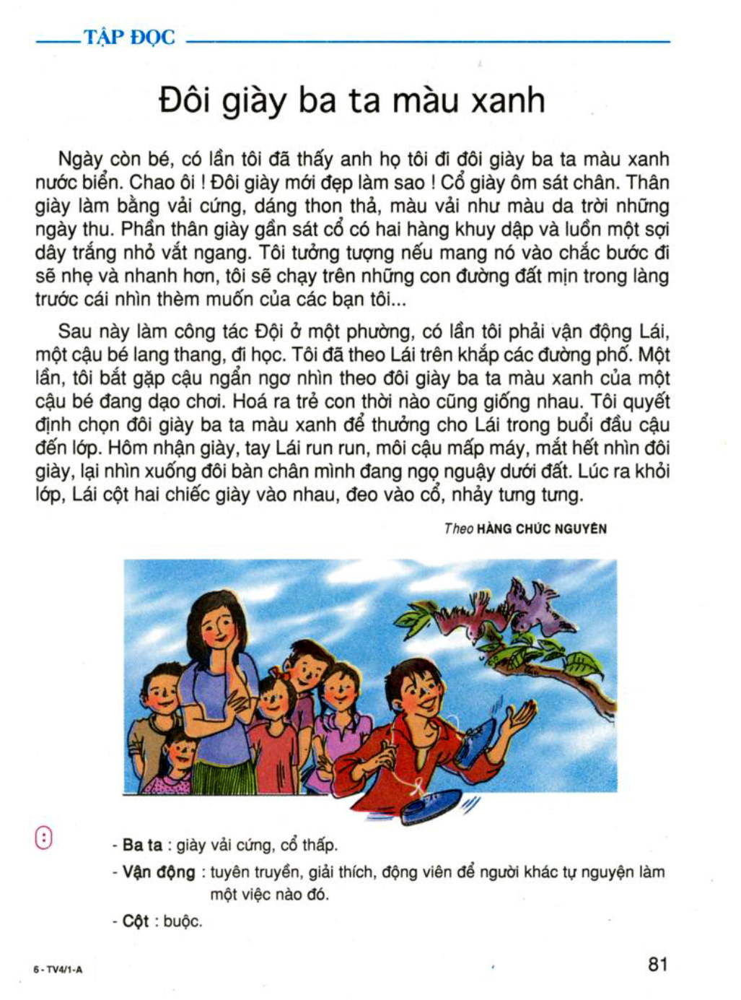 TẬP ĐỌC
Đôi giày ba ta màu xanh
Ngày còn bé, có lần tôi đã thấy anh họ tôi đi đôi giày ba ta màu xanh
nước biển. Chao ôi ! Đôi giày mới đẹp làm sao ! Cổ giày ôm sát chân. Thân
giày làm bằng vải cứng, dáng thon thả, màu vải như màu da trời những
ngày thu. Phần thân giày gần sát cổ có hai hàng khuy dập và luồn một sợi
dây trắng nhỏ vắt ngang. Tôi tưởng tượng nếu mang nó vào chắc bước đi
sẽ nhẹ và nhanh hơn, tôi sẽ chạy trên những con đường đất mịn trong làng
trước cái nhìn thèm muốn của các bạn tôi...
Sau này làm công tác Đội ở một phường, có lần tôi phải vận động Lái,
một cậu bé lang thang, đi học. Tôi đã theo Lái trên khắp các đường phố. Một
lần, tôi bắt gặp cậu ngẩn ngơ nhìn theo đôi giày ba ta màu xanh của một
cậu bé đang dạo chơi. Hoá ra trẻ con thời nào cũng giống nhau. Tôi quyết
định chọn đôi giày ba ta màu xanh để thưởng cho Lái trong buổi đầu cậu
đến lớp. Hôm nhận giày, tay Lái run run, môi cậu mấp máy, mắt hết nhìn đôi
giày, lại nhìn xuống đôi bàn chân mình đang ngọ nguậy dưới đất. Lúc ra khỏi
lớp, Lái cột hai chiếc giày vào nhau, đeo vào cổ, nhảy tưng tưng.
Theo HÀNG CHỨC NGUYÊN
- Ba ta : giày vải cứng, cổ thấp.
- Vận động : tuyên truyền, giải thích, động viên để người khác tự nguyện làm
một việc nào đó.
- Cột : buộc.
6 - TV4/1-A
81